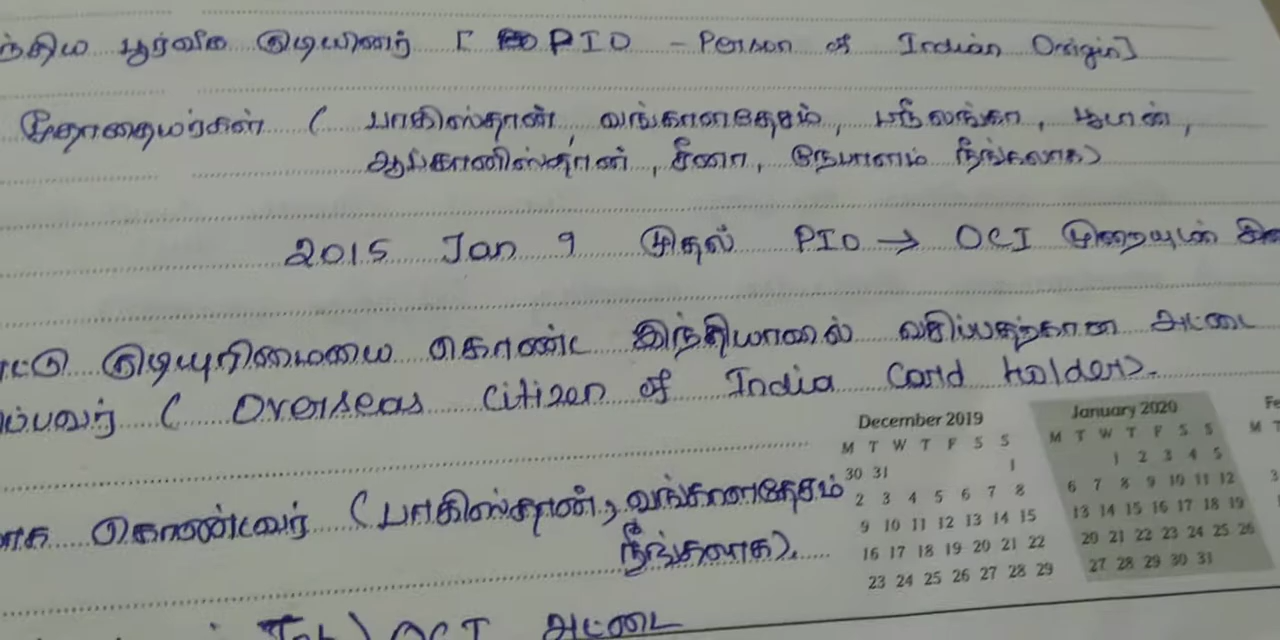 பூர்வீக குடியினர் [ PIO - Person of Indian Origin]
மூதாதையர்கள் ( பாகிஸ்தான், வங்காளதேசம், ஸ்ரீலங்கா, பூடான்,
ஆப்கானிஸ்தான், சீனா, நேபாளம் நீங்கலாக)
2015 Jan 9 முதல் PIO → OCI முறையுடன்
குடியுரிமையை கொண்ட இந்தியாவில் வசிப்பதற்கான அட்டை
( Overseas Citizen of India Card Holder).
கொண்டவர் (பாகிஸ்தான், வங்காளதேசம்
நீங்கலாக).
OCI அட்டை
December 2019
M T W T F S S
30 31 1
2 3 4 5 6 7 8
9 10 11 12 13 14 15
16 17 18 19 20 21 22
23 24 25 26 27 28 29
January 2020
M T W T F S S
1 2 3 4 5
6 7 8 9 10 11 12
13 14 15 16 17 18 19
20 21 22 23 24 25 26
27 28 29 30 31